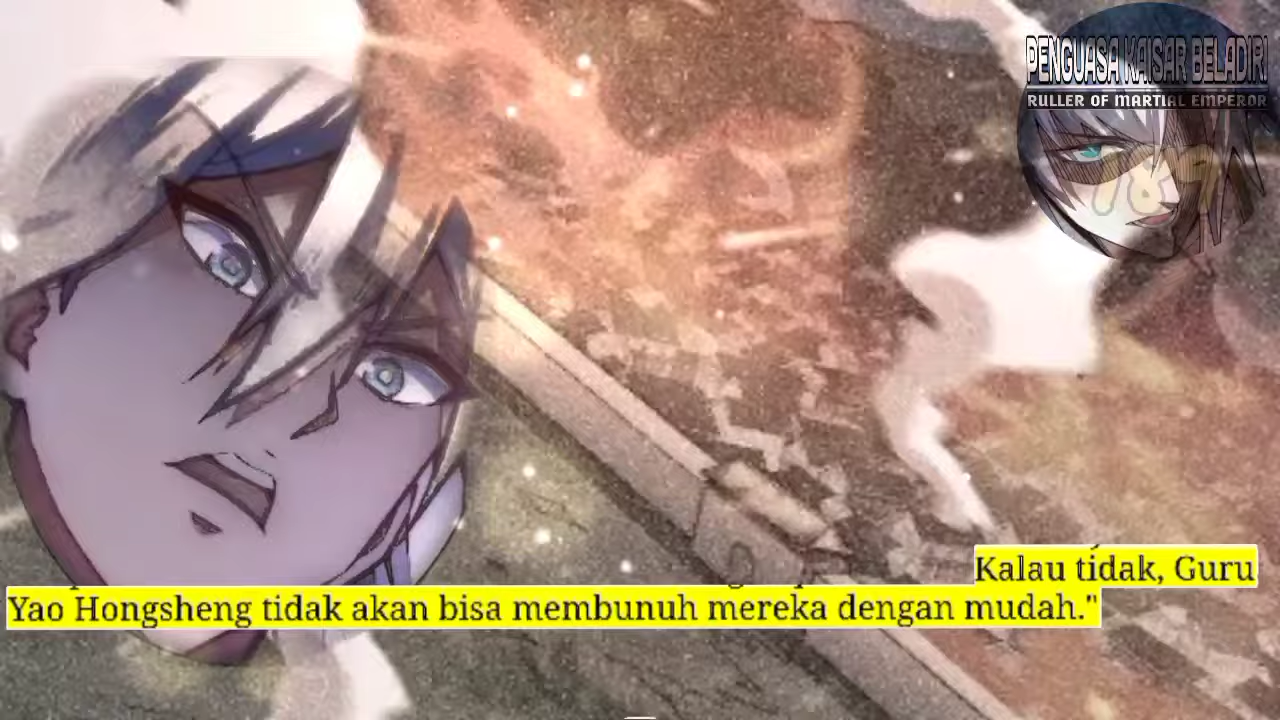 PENGUASA KAISAR BELADIRI
RULLER OF MARTIAL EMPEROR
Kalau tidak, Guru
Yao Hongsheng tidak akan bisa membunuh mereka dengan mudah."